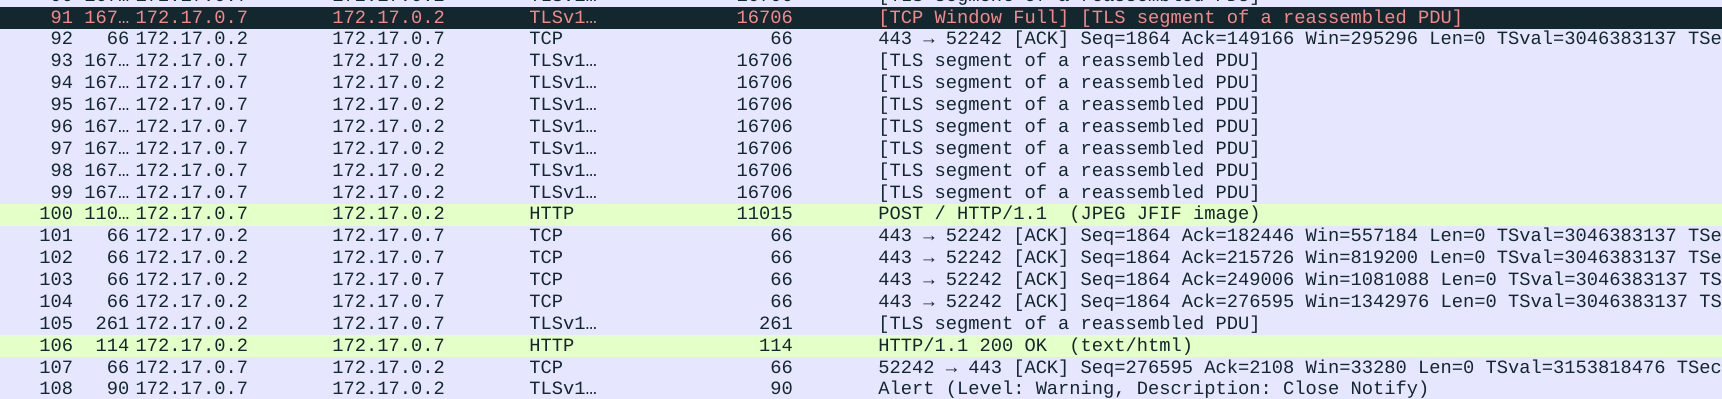 91 167… 172.17.0.7 172.17.0.2 TLSv1… 16706 [TCP Window Full] [TLS segment of a reassembled PDU]
92 66 172.17.0.2 172.17.0.7 TCP 66 443 → 52242 [ACK] Seq=1864 Ack=149166 Win=295296 Len=0 TSval=3046383137 TSe
93 167… 172.17.0.7 172.17.0.2 TLSv1… 16706 [TLS segment of a reassembled PDU]
94 167… 172.17.0.7 172.17.0.2 TLSv1… 16706 [TLS segment of a reassembled PDU]
95 167… 172.17.0.7 172.17.0.2 TLSv1… 16706 [TLS segment of a reassembled PDU]
96 167… 172.17.0.7 172.17.0.2 TLSv1… 16706 [TLS segment of a reassembled PDU]
97 167… 172.17.0.7 172.17.0.2 TLSv1… 16706 [TLS segment of a reassembled PDU]
98 167… 172.17.0.7 172.17.0.2 TLSv1… 16706 [TLS segment of a reassembled PDU]
99 167… 172.17.0.7 172.17.0.2 TLSv1… 16706 [TLS segment of a reassembled PDU]
100 110… 172.17.0.7 172.17.0.2 HTTP 11015 POST / HTTP/1.1 (JPEG JFIF image)
101 66 172.17.0.2 172.17.0.7 TCP 66 443 → 52242 [ACK] Seq=1864 Ack=182446 Win=557184 Len=0 TSval=3046383137 TSe
102 66 172.17.0.2 172.17.0.7 TCP 66 443 → 52242 [ACK] Seq=1864 Ack=215726 Win=819200 Len=0 TSval=3046383137 TSe
103 66 172.17.0.2 172.17.0.7 TCP 66 443 → 52242 [ACK] Seq=1864 Ack=249006 Win=1081088 Len=0 TSval=3046383137 TS
104 66 172.17.0.2 172.17.0.7 TCP 66 443 → 52242 [ACK] Seq=1864 Ack=276595 Win=1342976 Len=0 TSval=3046383137 TS
105 261 172.17.0.2 172.17.0.7 TLSv1… 261 [TLS segment of a reassembled PDU]
106 114 172.17.0.2 172.17.0.7 HTTP 114 HTTP/1.1 200 OK (text/html)
107 66 172.17.0.7 172.17.0.2 TCP 66 52242 → 443 [ACK] Seq=276595 Ack=2108 Win=33280 Len=0 TSval=3153818476 TSec
108 90 172.17.0.7 172.17.0.2 TLSv1… 90 Alert (Level: Warning, Description: Close Notify)